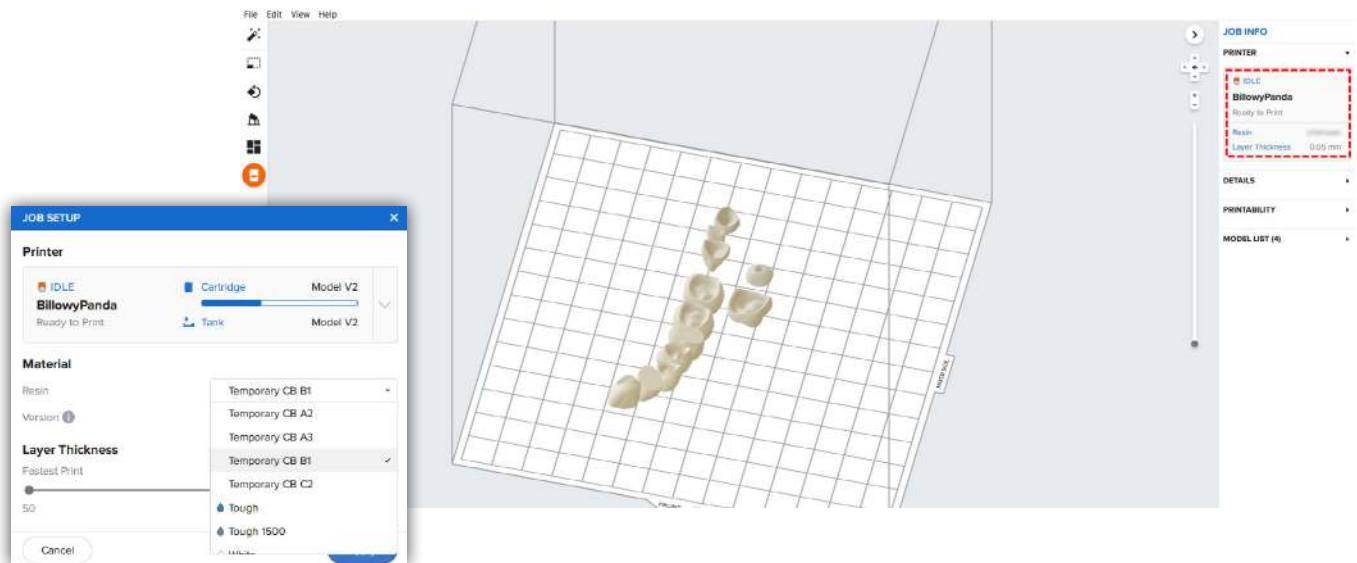 File Edit View Help
JOB INFO
PRINTER
IDLE
BillowyPanda
Ready to Print
Resin
Layer Thickness 0.05 mm
DETAILS
PRINTABILITY
MODEL LIST (4)
JOB SETUP
Printer
IDLE Cartridge Model V2
BillowyPanda
Ready to Print Tank Model V2
Material
Resin Temporary CB B1
Version Temporary CB A2
Temporary CB A3
Layer Thickness Temporary CB B1
Fastest Print
Temporary CB C2
50 Tough
Tough 1500
White
Cancel